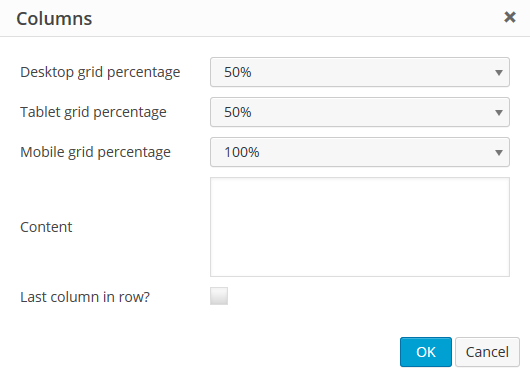 Columns
Desktop grid percentage 50%
Tablet grid percentage 50%
Mobile grid percentage 100%
Content
Last column in row?
OK Cancel